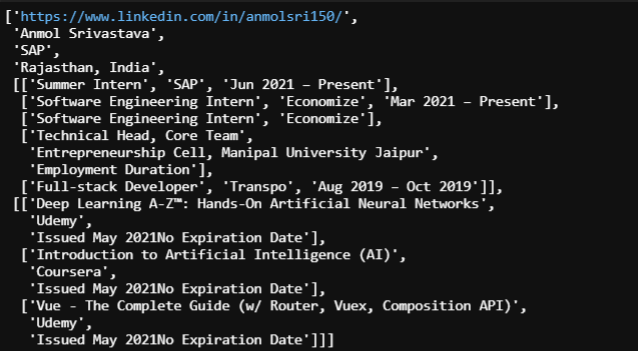 ['https://www.linkedin.com/in/anmolsri150/',
'Anmol Srivastava',
'SAP',
'Rajasthan, India',
[['Summer Intern', 'SAP', 'Jun 2021 – Present'],
['Software Engineering Intern', 'Economize', 'Mar 2021 – Present'],
['Software Engineering Intern', 'Economize'],
['Technical Head, Core Team',
'Entrepreneurship Cell, Manipal University Jaipur',
'Employment Duration'],
['Full-stack Developer', 'Transpo', 'Aug 2019 – Oct 2019']],
[['Deep Learning A-Z™: Hands-On Artificial Neural Networks',
'Udemy',
'Issued May 2021No Expiration Date'],
['Introduction to Artificial Intelligence (AI)',
'Coursera',
'Issued May 2021No Expiration Date'],
['Vue - The Complete Guide (w/ Router, Vuex, Composition API)',
'Udemy',
'Issued May 2021No Expiration Date']]]